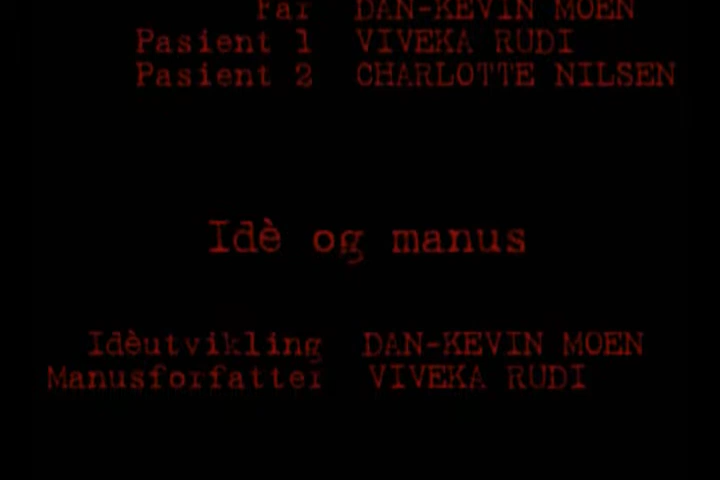 Far DAN-KEVIN MOEN
Pasient 1 VIVEKA RUDI
Pasient 2 CHARLOTTE NILSEN
Idè og manus
Idèutvikling DAN-KEVIN MOEN
Manusforfatter VIVEKA RUDI